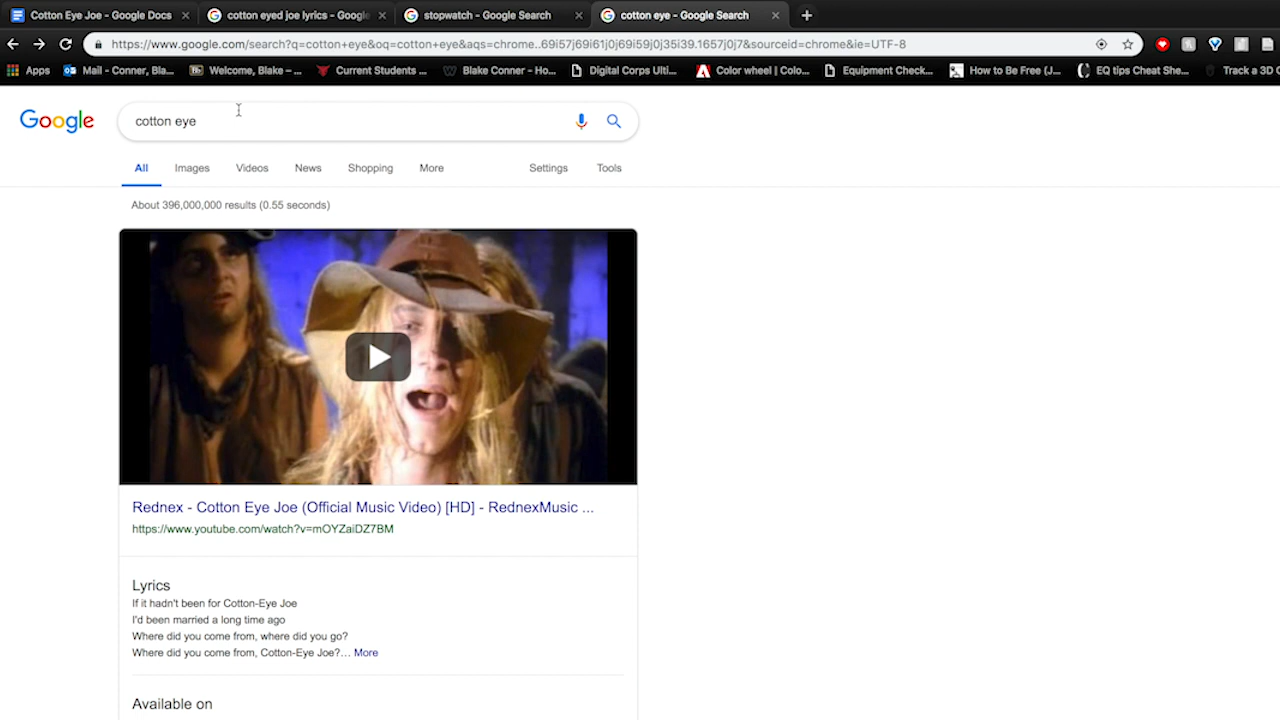 Cotton Eye Joe - Google Docs
cotton eyed joe lyrics - Google
stopwatch - Google Search
cotton eye - Google Search
https://www.google.com/search?q=cotton+eye&oq=cotton+eye&aqs=chrome..69i57j69i61j0j69i59j0j35i39.1657j0j7&sourceid=chrome&ie=UTF-8
Apps
Mail - Conner, Bla...
Welcome, Blake – ...
Current Students ...
Blake Conner - Ho...
Digital Corps Ulti...
Color wheel | Colo...
Equipment Check...
How to Be Free (J...
EQ tips Cheat She...
Track a 3D
Google
cotton eye
All Images Videos News Shopping More Settings Tools
About 396,000,000 results (0.55 seconds)
Rednex - Cotton Eye Joe (Official Music Video) [HD] - RednexMusic ...
https://www.youtube.com/watch?v=mOYZaiDZ7BM
Lyrics
If it hadn't been for Cotton-Eye Joe
I'd been married a long time ago
Where did you come from, where did you go?
Where did you come from, Cotton-Eye Joe?... More
Available on